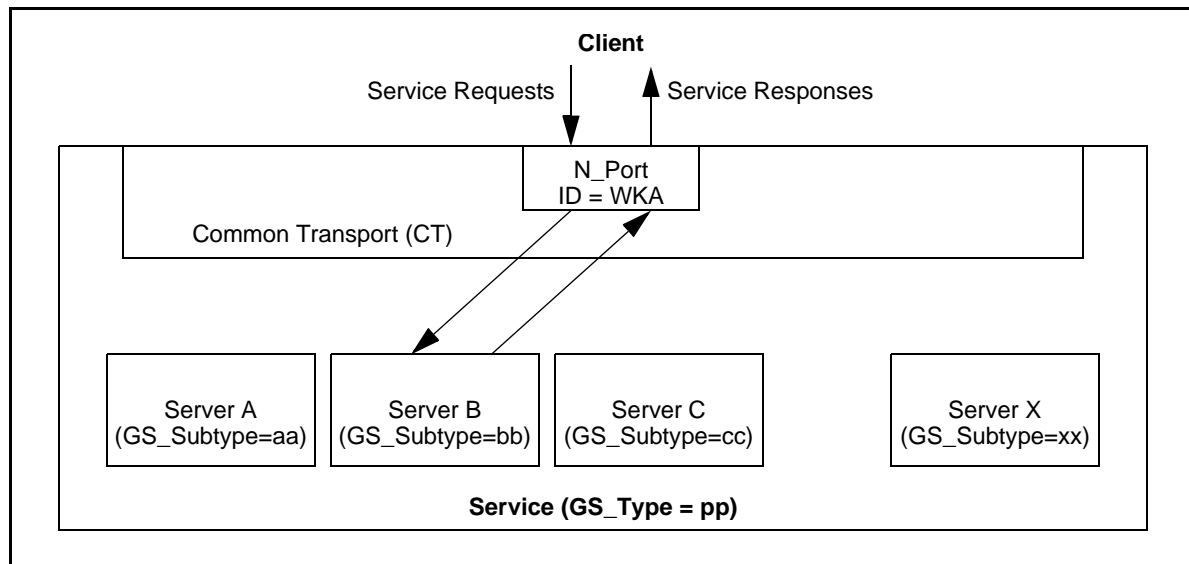 Client
Service Requests
Service Responses
N_Port
ID = WKA
Common Transport (CT)
Server A
(GS_Subtype=aa)
Server B
(GS_Subtype=bb)
Server C
(GS_Subtype=cc)
Server X
(GS_Subtype=xx)
Service (GS_Type = pp)